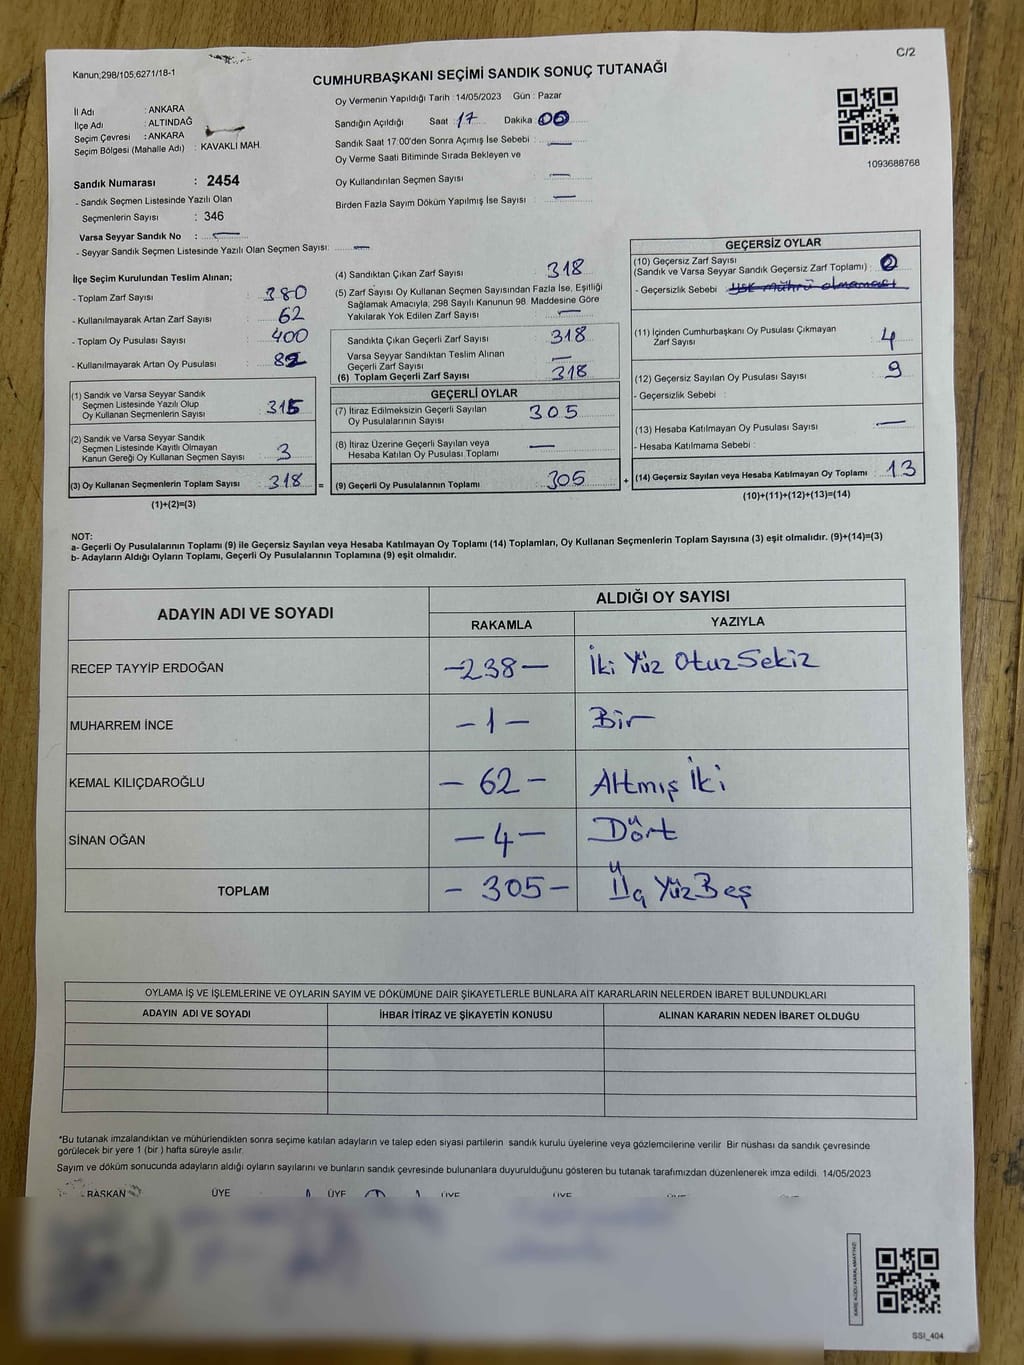 C/2
Kanun;298/105,6271/18-1
CUMHURBAŞKANI SEÇİMİ SANDIK SONUÇ TUTANAĞI
İl Adı : ANKARA
İlçe Adı : ALTINDAĞ
Seçim Çevresi : ANKARA
Seçim Bölgesi (Mahalle Adı) : KAVAKLI MAH.
Sandık Numarası : 2454
- Sandık Seçmen Listesinde Yazılı Olan
Seçmenlerin Sayısı : 346
Varsa Seyyar Sandık No : —
- Seyyar Sandık Seçmen Listesinde Yazılı Olan Seçmen Sayısı: —
Oy Vermenin Yapıldığı Tarih : 14/05/2023 Gün : Pazar
Sandığın Açıldığı Saat 17 Dakika 00
Sandık Saat 17:00'den Sonra Açımış İse Sebebi : —
Oy Verme Saati Bitiminde Sırada Bekleyen ve
Oy Kullandırılan Seçmen Sayısı : —
Birden Fazla Sayım Döküm Yapılmış İse Sayısı : —
1093688768
İlçe Seçim Kurulundan Teslim Alınan;
- Toplam Zarf Sayısı : 380
- Kullanılmayarak Artan Zarf Sayısı : 62
- Toplam Oy Pusulası Sayısı : 400
- Kullanılmayarak Artan Oy Pusulası : 82
(1) Sandık ve Varsa Seyyar Sandık
Seçmen Listesinde Yazılı Olup
Oy Kullanan Seçmenlerin Sayısı : 315
(2) Sandık ve Varsa Seyyar Sandık
Seçmen Listesinde Kayıtlı Olmayan
Kanun Gereği Oy Kullanan Seçmen Sayısı : 3
(3) Oy Kullanan Seçmenlerin Toplam Sayısı : 318 =
(1)+(2)=(3)
(4) Sandıktan Çıkan Zarf Sayısı : 318
(5) Zarf Sayısı Oy Kullanan Seçmen Sayısından Fazla İse, Eşitliği
Sağlamak Amacıyla; 298 Sayılı Kanunun 98. Maddesine Göre
Yakılarak Yok Edilen Zarf Sayısı : —
Sandıkta Çıkan Geçerli Zarf Sayısı : 318
Varsa Seyyar Sandıktan Teslim Alınan
Geçerli Zarf Sayısı : —
(6) Toplam Geçerli Zarf Sayısı : 318
GEÇERLİ OYLAR
(7) İtiraz Edilmeksizin Geçerli Sayılan
Oy Pusulalarının Sayısı : 305
(8) İtiraz Üzerine Geçerli Sayılan veya
Hesaba Katılan Oy Pusulası Toplamı : —
(9) Geçerli Oy Pusulalarının Toplamı : 305 +
GEÇERSİZ OYLAR
(10) Geçersiz Zarf Sayısı
(Sandık ve Varsa Seyyar Sandık Geçersiz Zarf Toplamı) : 0
- Geçersizlik Sebebi : YSK mührü olmaması
(11) İçinden Cumhurbaşkanı Oy Pusulası Çıkmayan
Zarf Sayısı : 4
(12) Geçersiz Sayılan Oy Pusulası Sayısı : 9
- Geçersizlik Sebebi :
(13) Hesaba Katılmayan Oy Pusulası Sayısı : —
- Hesaba Katılmama Sebebi :
(14) Geçersiz Sayılan veya Hesaba Katılmayan Oy Toplamı : 13
(10)+(11)+(12)+(13)=(14)
NOT:
a- Geçerli Oy Pusulalarının Toplamı (9) ile Geçersiz Sayılan veya Hesaba Katılmayan Oy Toplamı (14) Toplamları, Oy Kullanan Seçmenlerin Toplam Sayısına (3) eşit olmalıdır. (9)+(14)=(3)
b- Adayların Aldığı Oyların Toplamı, Geçerli Oy Pusulalarının Toplamına (9) eşit olmalıdır.
ADAYIN ADI VE SOYADI ALDIĞI OY SAYISI
RAKAMLA YAZIYLA
RECEP TAYYİP ERDOĞAN -238- İki Yüz Otuz Sekiz
MUHARREM İNCE -1- Bir
KEMAL KILIÇDAROĞLU -62- Altmış İki
SİNAN OĞAN -4- Dört
TOPLAM -305- Üç Yüz Beş
OYLAMA İŞ VE İŞLEMLERİNE VE OYLARIN SAYIM VE DÖKÜMÜNE DAİR ŞİKAYETLERLE BUNLARA AİT KARARLARIN NELERDEN İBARET BULUNDUKLARI
ADAYIN ADI VE SOYADI İHBAR İTİRAZ VE ŞİKAYETİN KONUSU ALINAN KARARIN NEDEN İBARET OLDUĞU
*Bu tutanak imzalandıktan ve mühürlendikten sonra seçime katılan adayların ve talep eden siyasi partilerin sandık kurulu üyelerine veya gözlemcilerine verilir. Bir nüshası da sandık çevresinde
görülecek bir yere 1 (bir) hafta süreyle asılır.
Sayım ve döküm sonucunda adayların aldığı oyların sayılarını ve bunların sandık çevresinde bulunanlara duyurulduğunu gösteren bu tutanak tarafımızdan düzenlenerek imza edildi. 14/05/2023
BAŞKAN ÜYE ÜYE ÜYE ÜYE
SSI_404